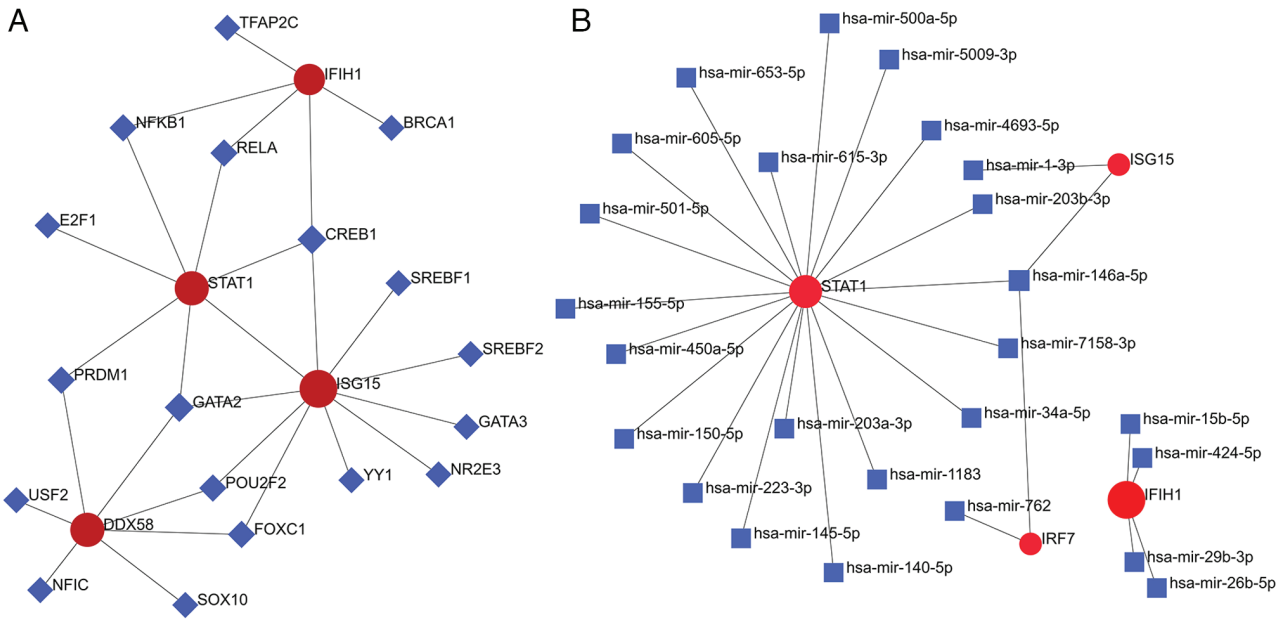 A
TFAP2C
IFIH1
NFKB1
BRCA1
RELA
E2F1
CREB1
STAT1
SREBF1
SREBF2
PRDM1
ISG15
GATA2
GATA3
NR2E3
YY1
POU2F2
USF2
DDX58
FOXC1
NFIC
SOX10
B
hsa-mir-500a-5p
hsa-mir-5009-3p
hsa-mir-653-5p
hsa-mir-4693-5p
hsa-mir-605-5p
hsa-mir-615-3p
hsa-mir-1-3p
ISG15
hsa-mir-203b-3p
hsa-mir-501-5p
hsa-mir-146a-5p
STAT1
hsa-mir-155-5p
hsa-mir-7158-3p
hsa-mir-450a-5p
hsa-mir-34a-5p
hsa-mir-15b-5p
hsa-mir-203a-3p
hsa-mir-150-5p
hsa-mir-424-5p
hsa-mir-1183
hsa-mir-223-3p
IFIH1
hsa-mir-762
hsa-mir-145-5p
IRF7
hsa-mir-29b-3p
hsa-mir-140-5p
hsa-mir-26b-5p